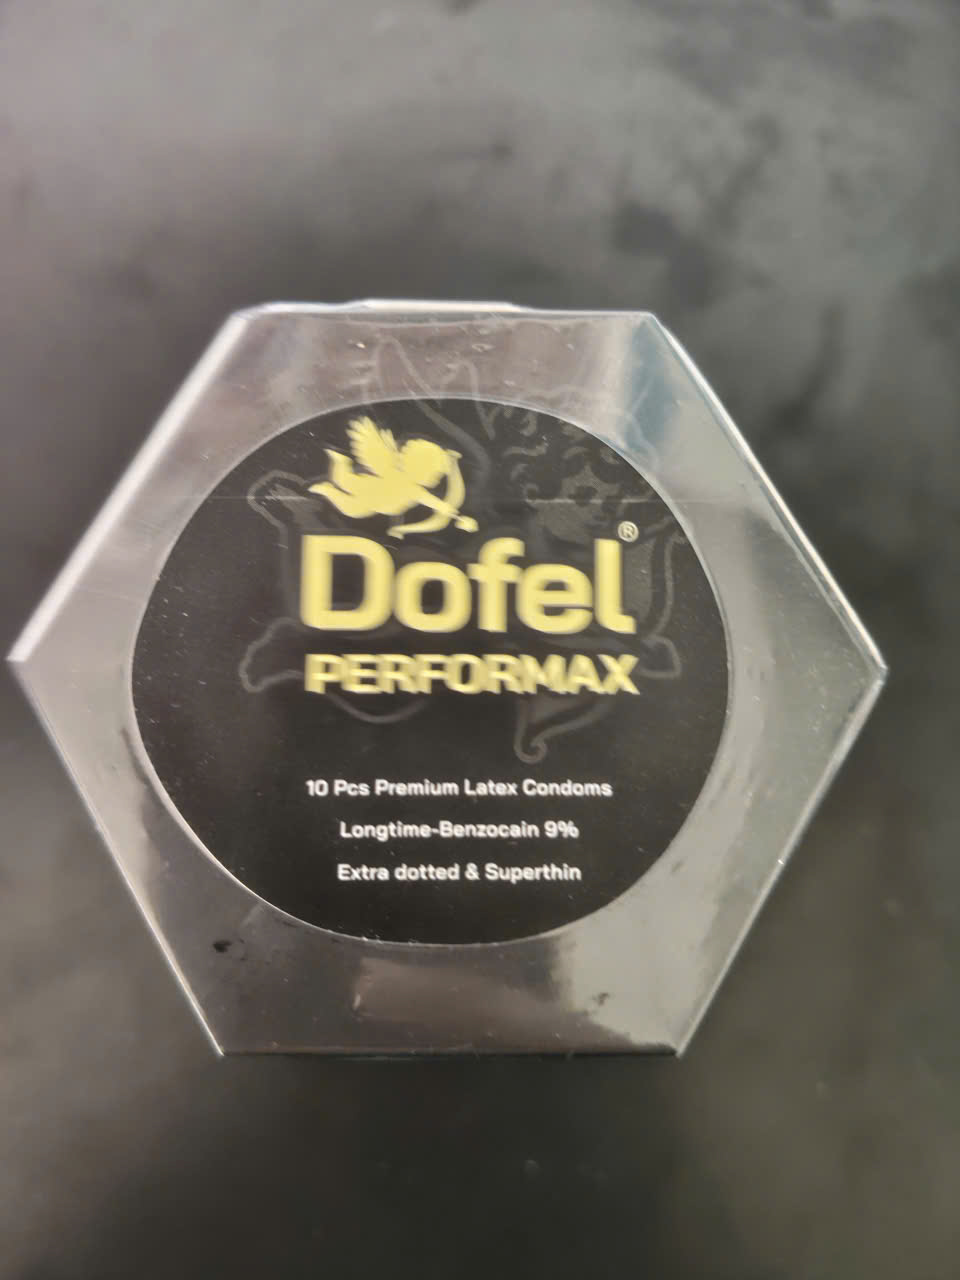 Dofel®
PERFORMAX
10 Pcs Premium Latex Condoms
Longtime-Benzocain 9%
Extra dotted & Superthin